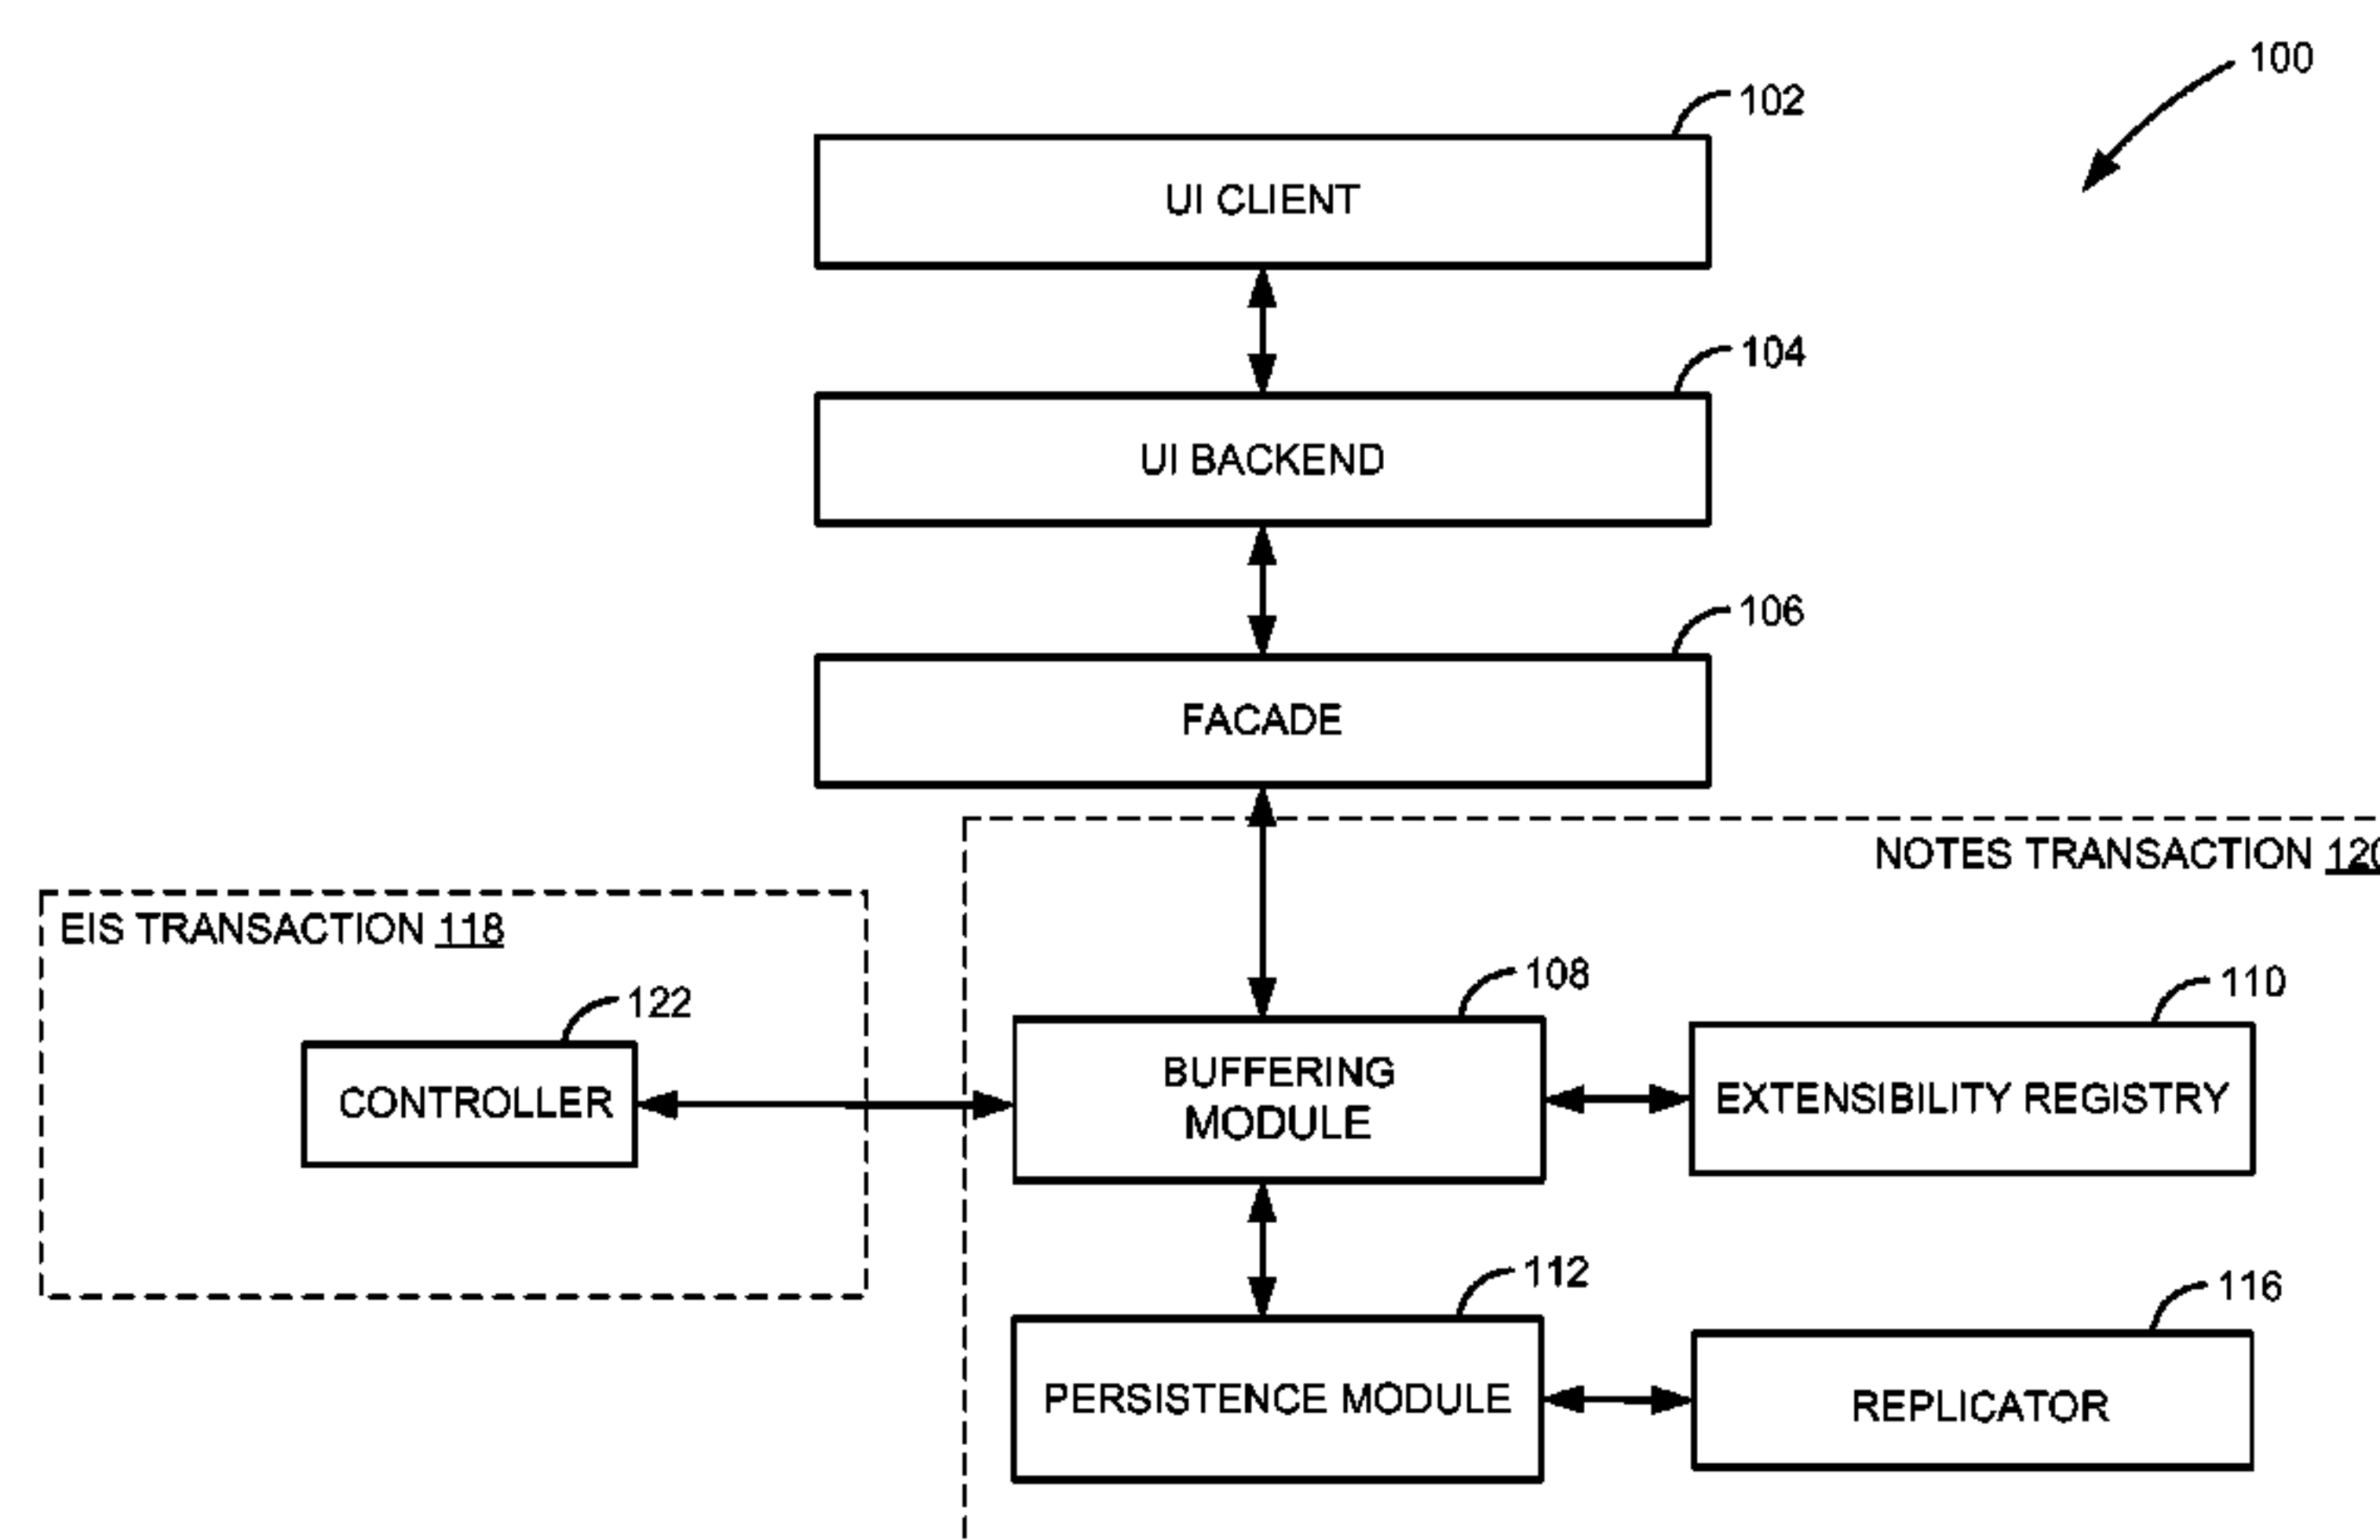 100
102
UI CLIENT
104
UI BACKEND
106
FACADE
NOTES TRANSACTION 120
EIS TRANSACTION 118
108
110
122
BUFFERING
MODULE
EXTENSIBILITY REGISTRY
CONTROLLER
112
116
PERSISTENCE MODULE
REPLICATOR